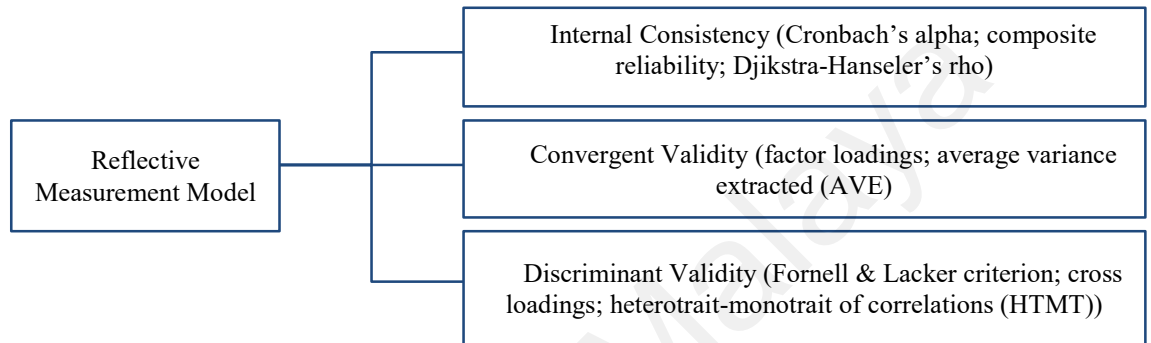 Internal Consistency (Cronbach's alpha; composite
reliability; Djikstra-Hanseler's rho)
Reflective
Measurement Model
Convergent Validity (factor loadings; average variance
extracted (AVE)
Discriminant Validity (Fornell & Lacker criterion; cross
loadings; heterotrait-monotrait of correlations (HTMT))
Malaya